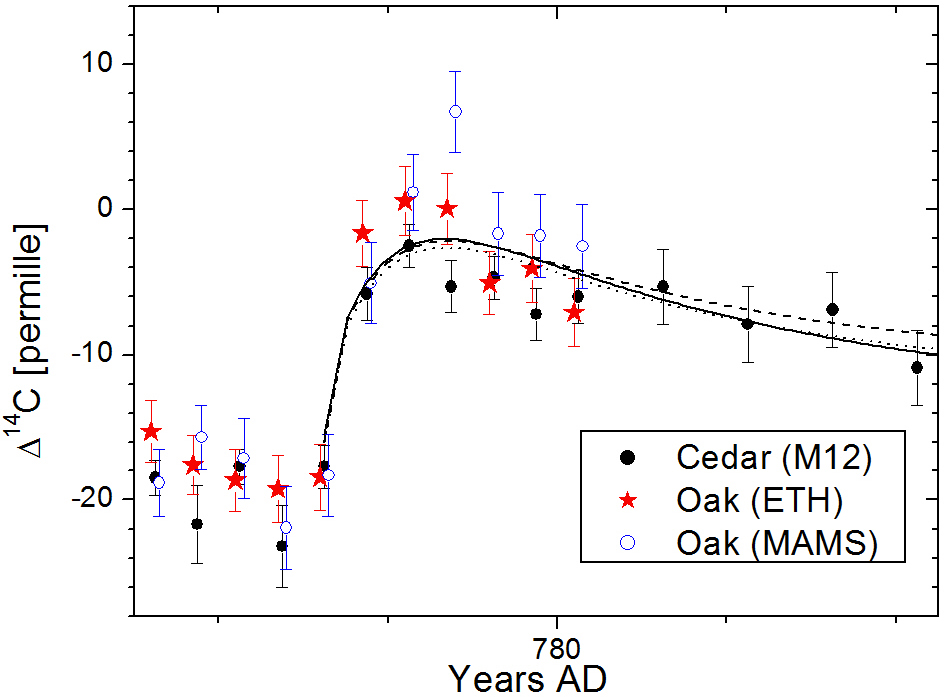 10
0
-10
-20
Δ¹⁴C [permille]
780
Years AD
Cedar (M12)
Oak (ETH)
Oak (MAMS)